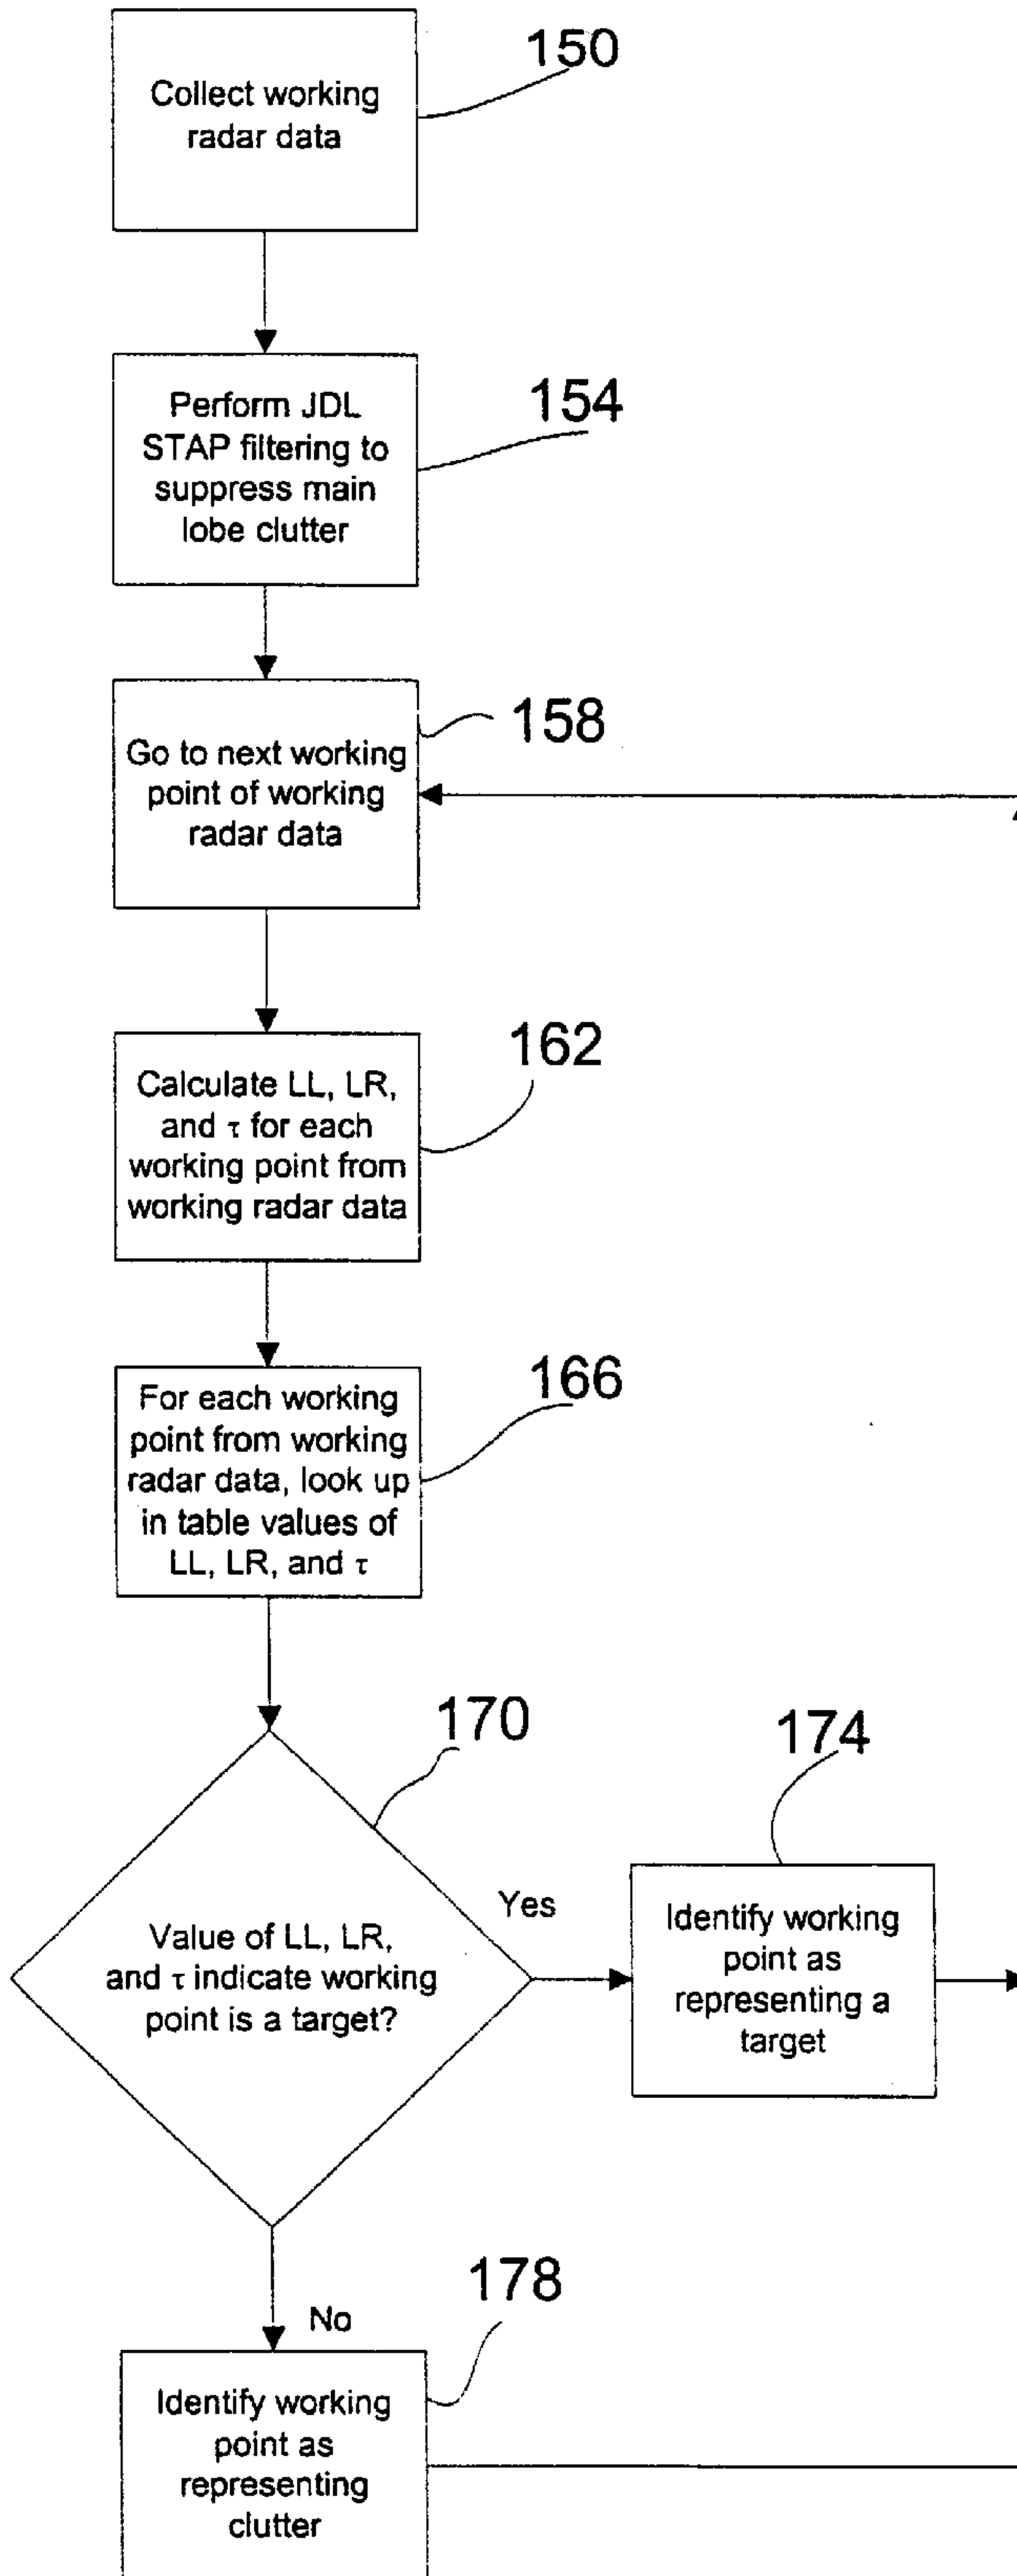 150
Collect working
radar data
154
Perform JDL
STAP filtering to
suppress main
lobe clutter
158
Go to next working
point of working
radar data
162
Calculate LL, LR,
and τ for each
working point from
working radar data
166
For each working
point from working
radar data, look up
in table values of
LL, LR, and τ
170
174
Value of LL, LR,
and τ indicate working
point is a target?
Yes
Identify working
point as
representing a
target
No
178
Identify working
point as
representing
clutter